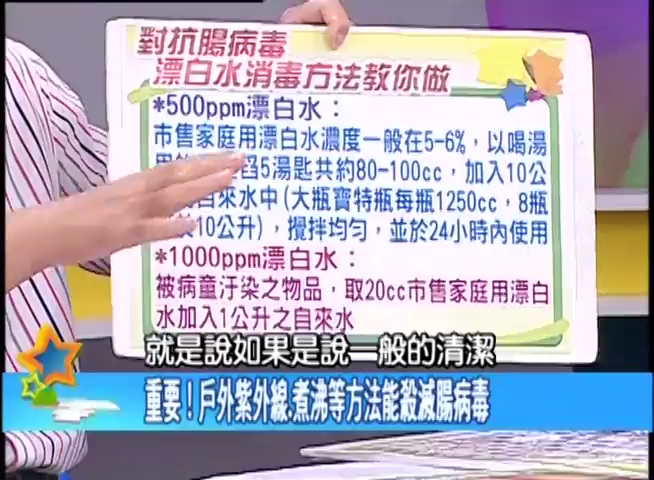 對抗腸病毒
漂白水消毒方法教你做
*500ppm漂白水：
市售家庭用漂白水濃度一般在5-6%，以喝湯
5湯匙共約80-100cc，加入10公
自來水中(大瓶寶特瓶每瓶1250cc，8瓶
10公升)，攪拌均勻，並於24小時內使用
*1000ppm漂白水：
被病童汙染之物品，取20cc市售家庭用漂白
水加入1公升之自來水
就是說如果是說一般的清潔
重要！戶外紫外線.煮沸等方法能殺滅腸病毒